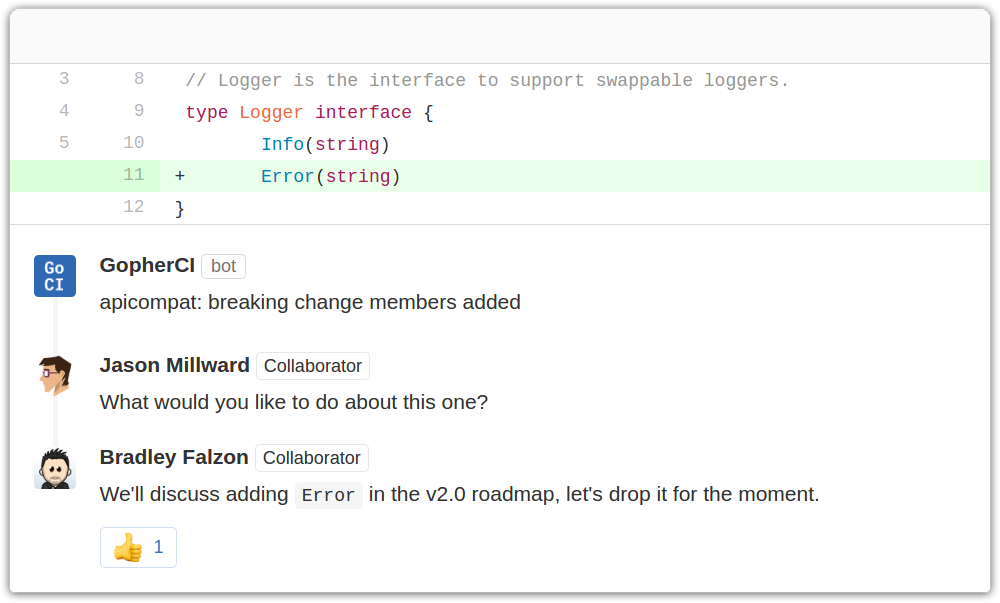 3 8 // Logger is the interface to support swappable loggers.
4 9 type Logger interface {
5 10 Info(string)
11 + Error(string)
12 }
Go
CI
GopherCI bot
apicompat: breaking change members added
Jason Millward Collaborator
What would you like to do about this one?
Bradley Falzon Collaborator
We'll discuss adding Error in the v2.0 roadmap, let's drop it for the moment.
👍 1